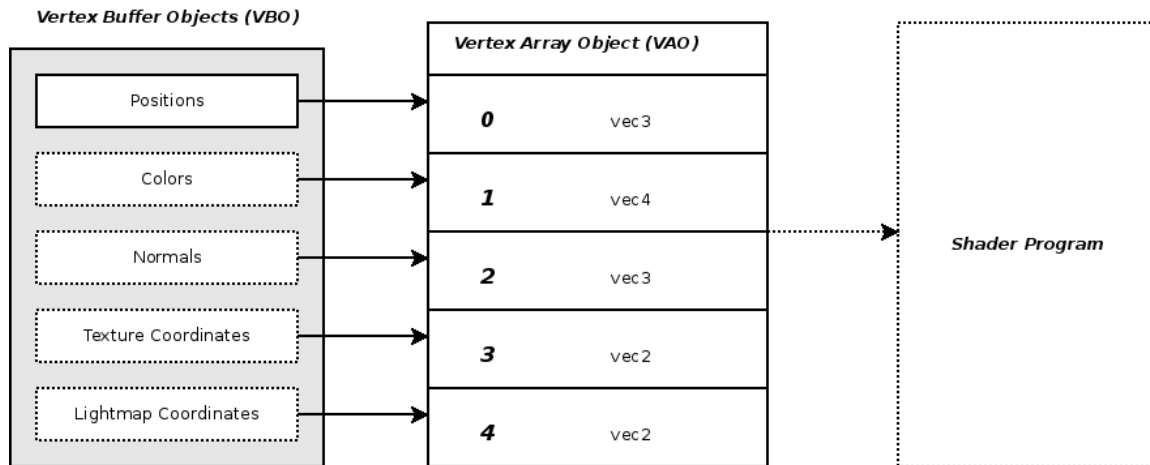 Vertex Buffer Objects (VBO)
Vertex Array Object (VAO)
Positions
0 vec3
Colors
1 vec4
Normals
2 vec3
Texture Coordinates
3 vec2
Lightmap Coordinates
4 vec2
Shader Program